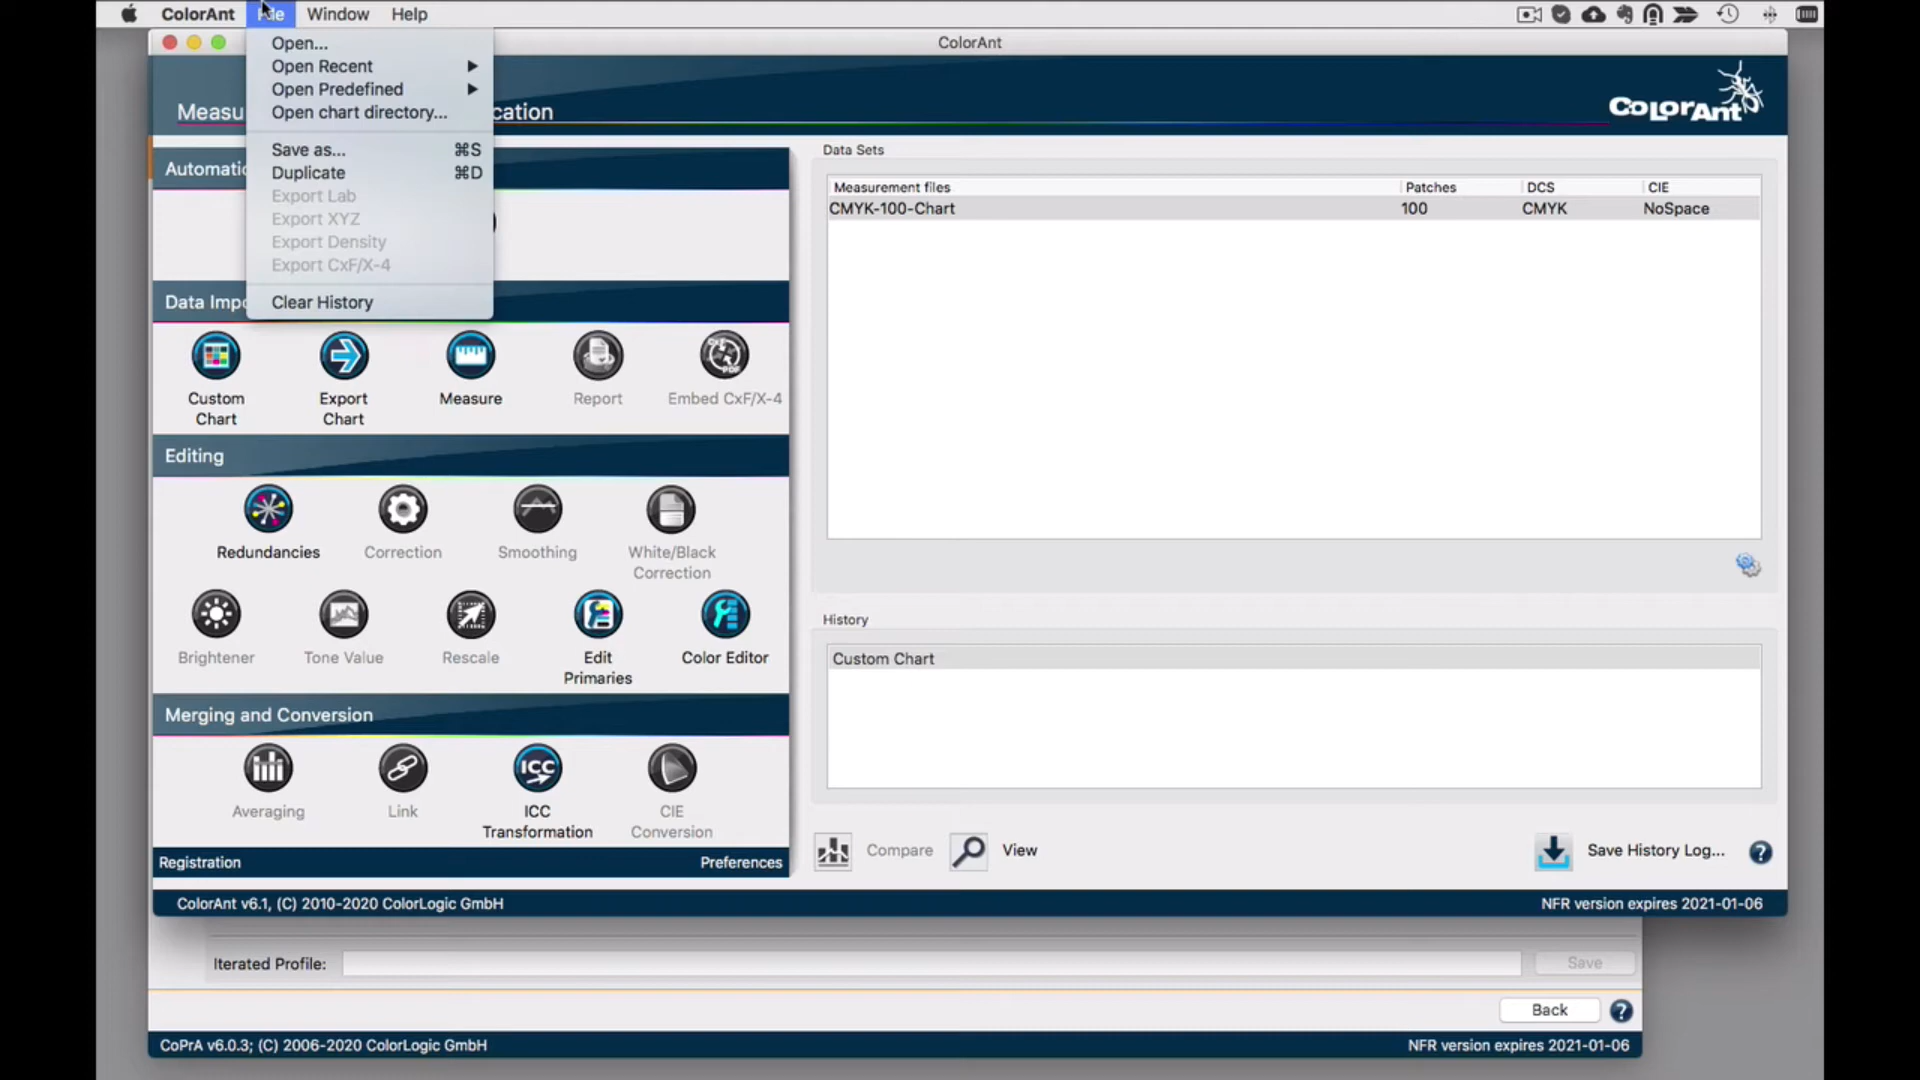 ColorAnt File Window Help
ColorAnt
Open...
Open Recent
Open Predefined
Open chart directory...
Save as... ⌘S
Duplicate ⌘D
Export Lab
Export XYZ
Export Density
Export CxF/X-4
Clear History
Measu
cation
ColorAnt
Automatio
Data Impo
Custom Chart
Export Chart
Measure
Report
Embed CxF/X-4
Editing
Redundancies
Correction
Smoothing
White/Black Correction
Brightener
Tone Value
Rescale
Edit Primaries
Color Editor
Merging and Conversion
Averaging
Link
ICC
ICC Transformation
CIE Conversion
Registration Preferences
Data Sets
Measurement files Patches DCS CIE
CMYK-100-Chart 100 CMYK NoSpace
History
Custom Chart
Compare View Save History Log...
ColorAnt v6.1, (C) 2010-2020 ColorLogic GmbH NFR version expires 2021-01-06
Iterated Profile: Save
Back
CoPrA v6.0.3; (C) 2006-2020 ColorLogic GmbH NFR version expires 2021-01-06